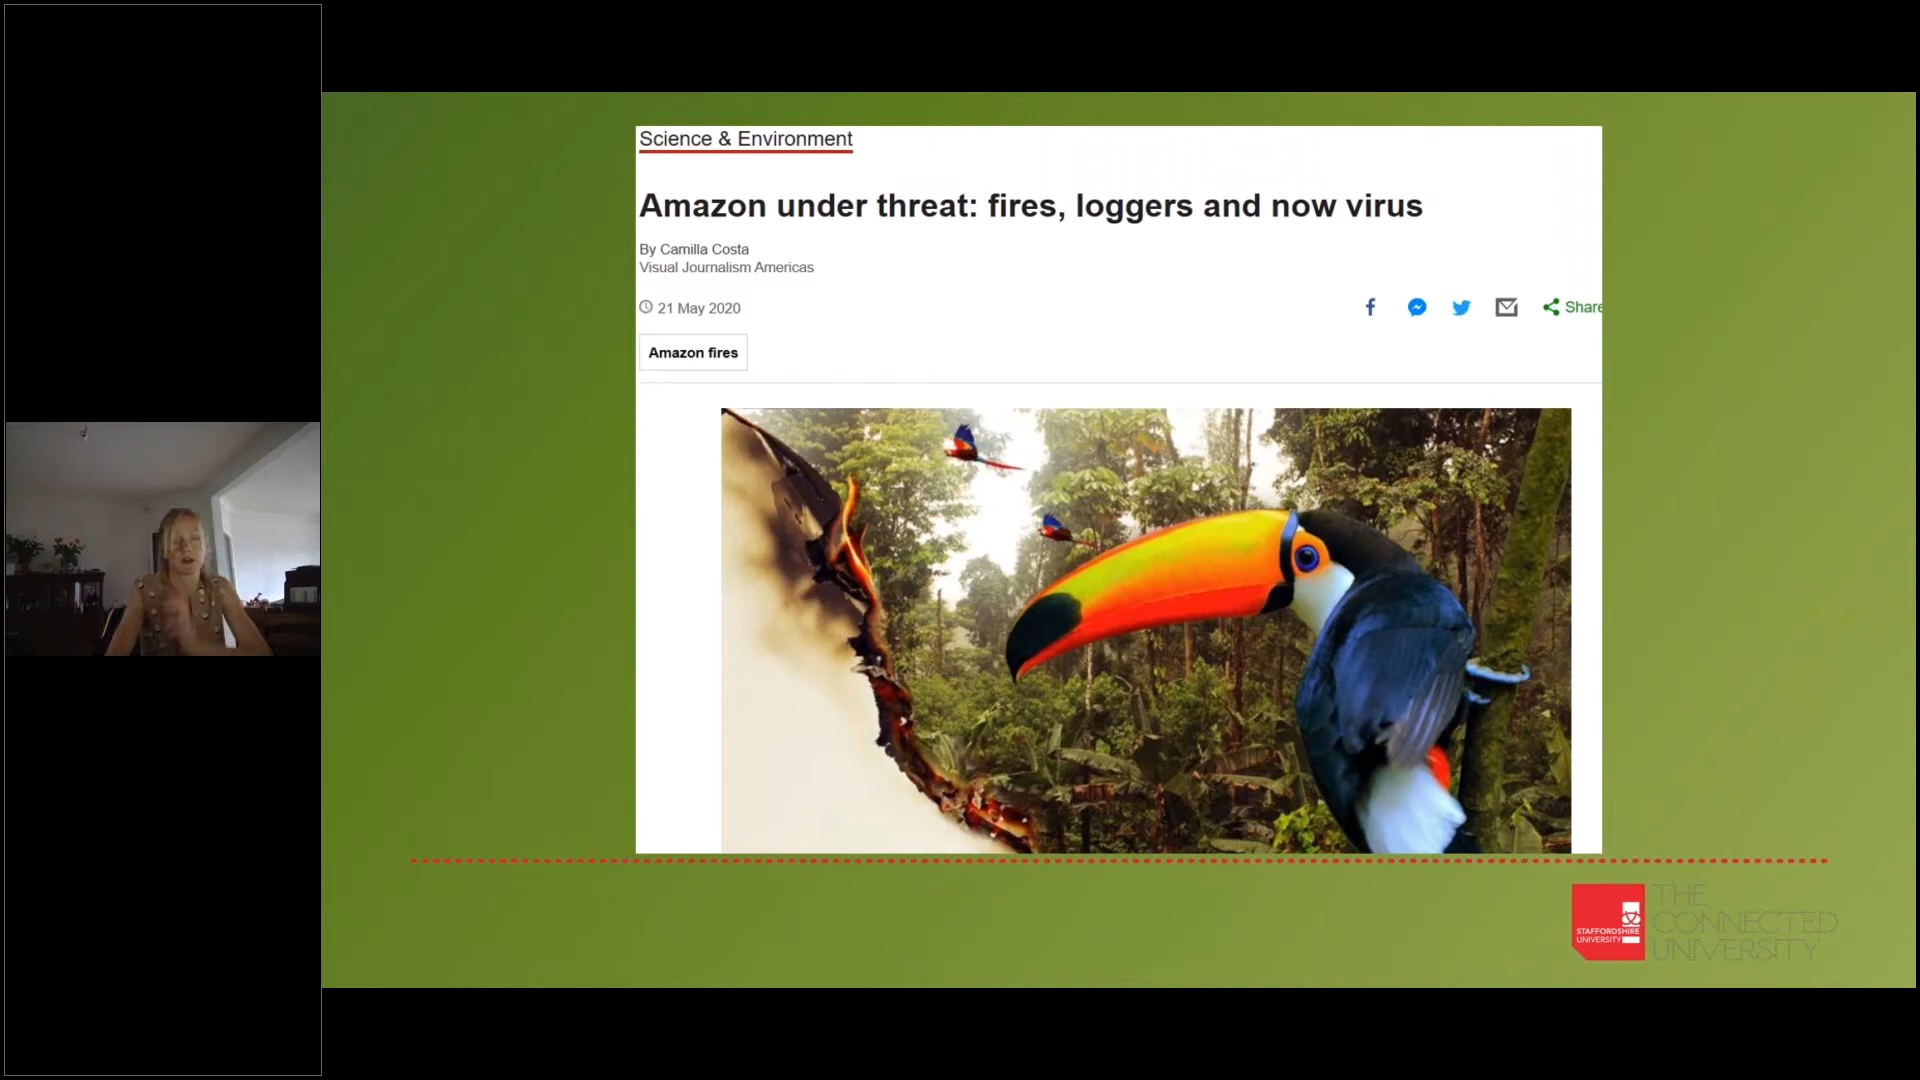 Science & Environment
Amazon under threat: fires, loggers and now virus
By Camilla Costa
Visual Journalism Americas
21 May 2020
Share
Amazon fires
STAFFORDSHIRE
UNIVERSITY
THE
CONNECTED
UNIVERSITY